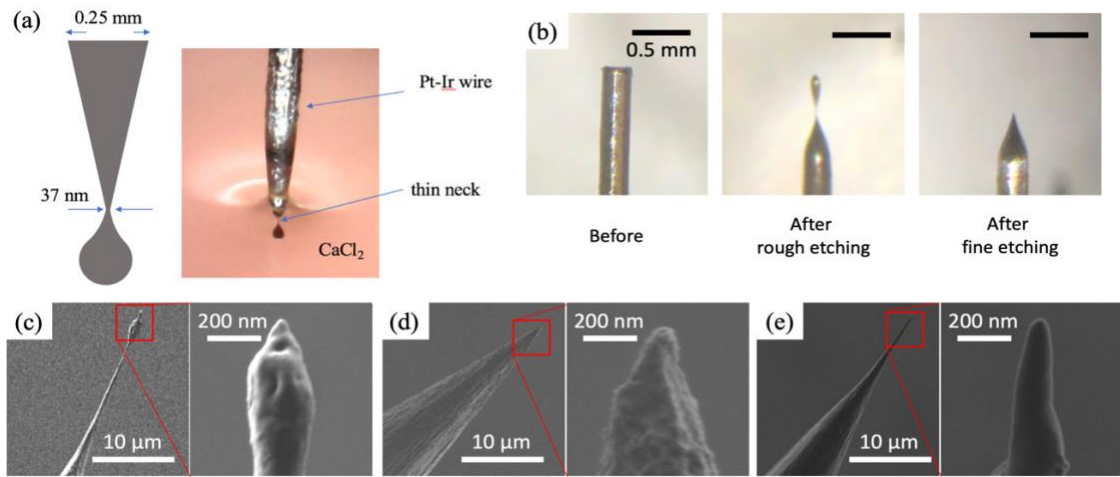 (a)
0.25 mm
37 nm
Pt-Ir wire
thin neck
CaCl2
(b)
0.5 mm
Before
After
rough etching
After
fine etching
(c)
10 µm
200 nm
(d)
10 µm
200 nm
(e)
10 µm
200 nm